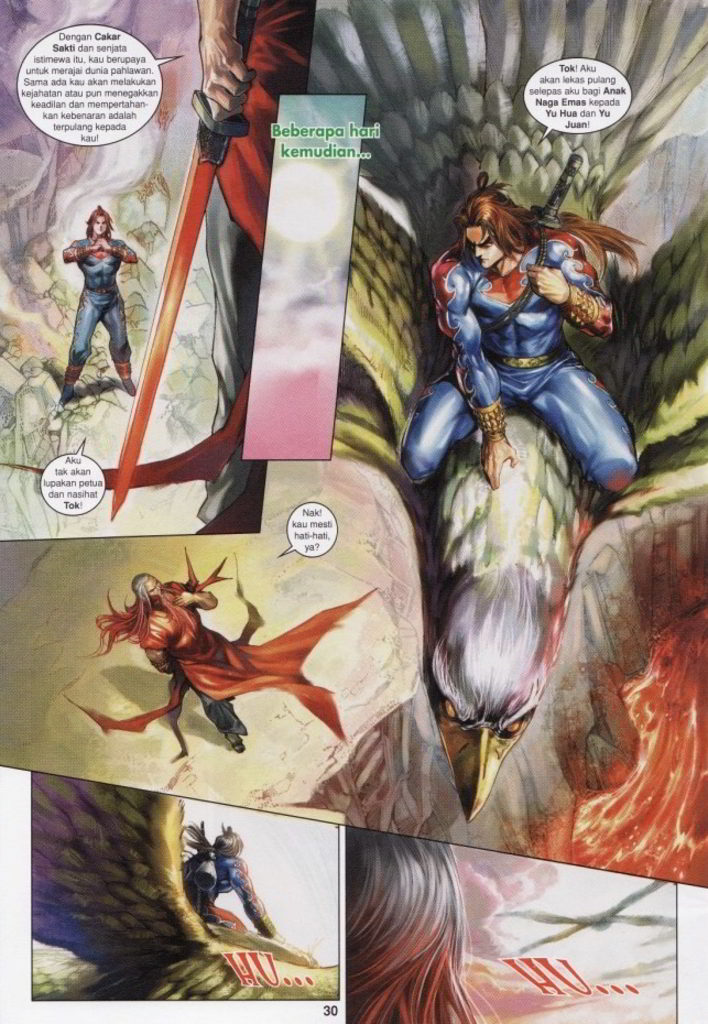 Dengan Cakar
Sakti dan senjata
istimewa itu, kau berupaya
untuk merajai dunia pahlawan.
Sama ada kau akan melakukan
kejahatan atau pun menegakkan
keadilan dan mempertahan-
kan kebenaran adalah
terpulang kepada
kau!
Beberapa hari
kemudian...
Tok! Aku
akan lekas pulang
selepas aku bagi Anak
Naga Emas kepada
Yu Hua dan Yu
Juan!
Aku
tak akan
lupakan petua
dan nasihat
Tok!
Nak!
kau mesti
hati-hati,
ya?
HU...
HU...
30